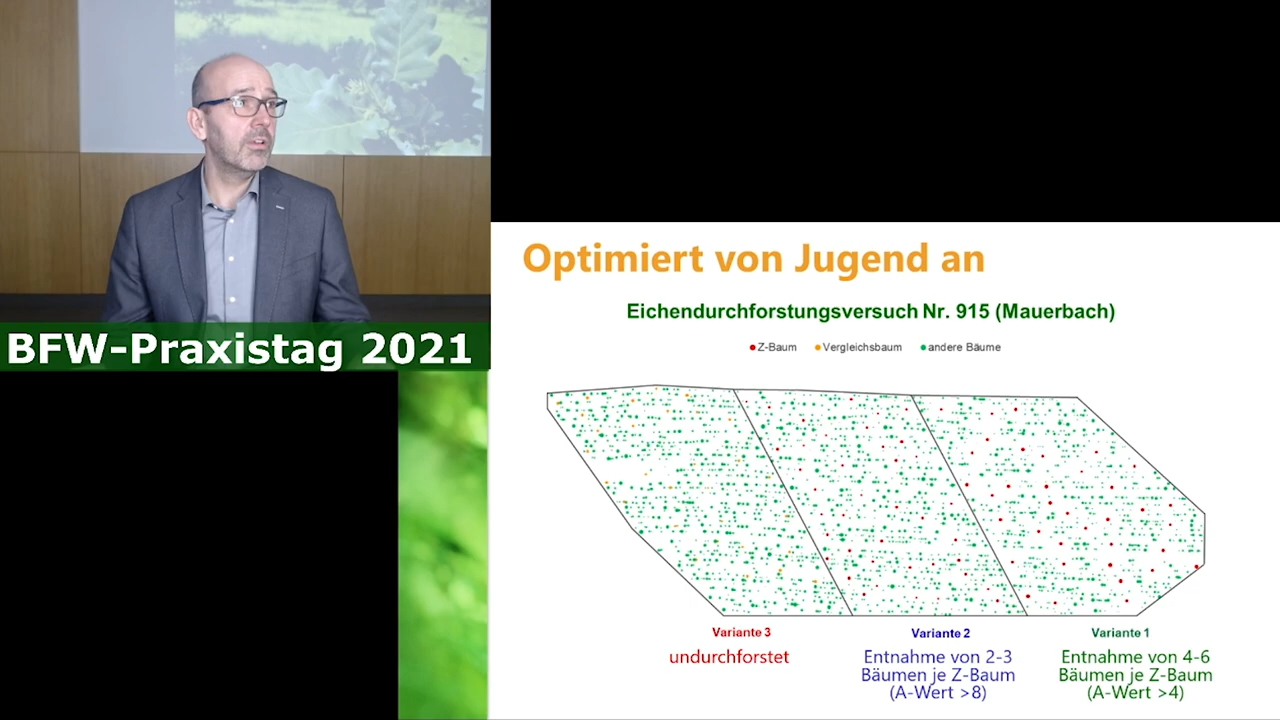 BFW-Praxistag 2021
Optimiert von Jugend an
Eichendurchforstungsversuch Nr. 915 (Mauerbach)
Z-Baum Vergleichsbaum andere Bäume
Variante 3
undurchforstet
Variante 2
Entnahme von 2-3
Bäumen je Z-Baum
(A-Wert >8)
Variante 1
Entnahme von 4-6
Bäumen je Z-Baum
(A-Wert >4)